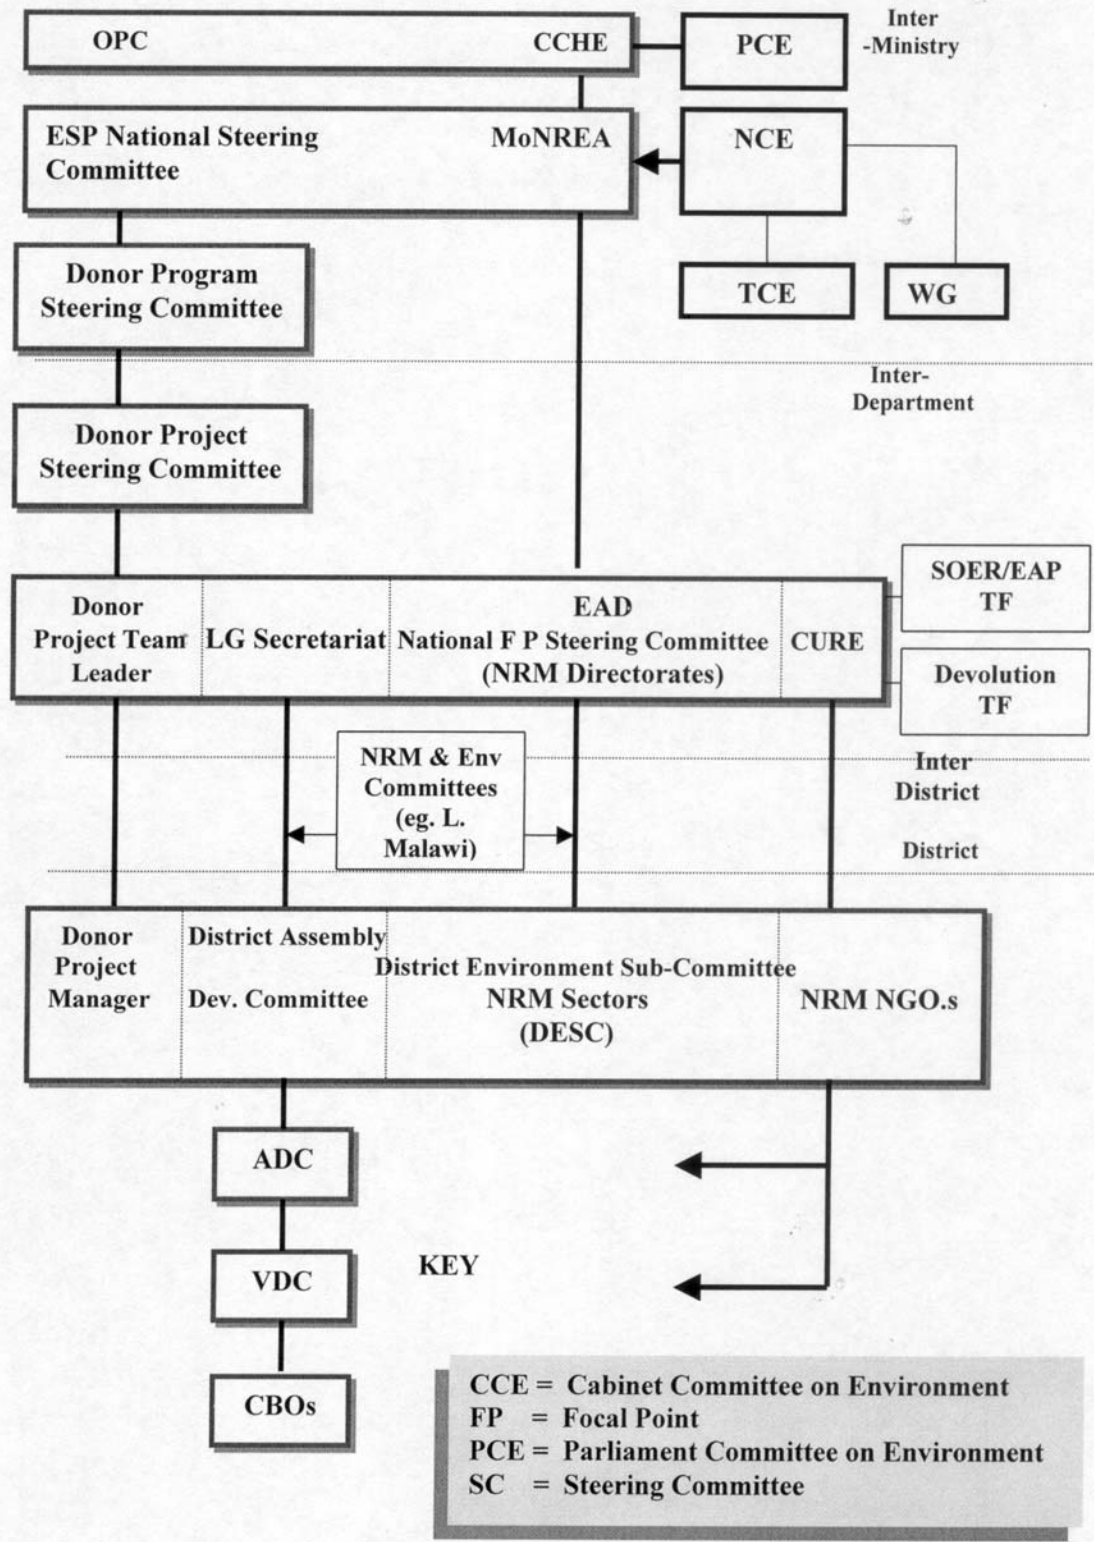 OPC CCHE
PCE
Inter
-Ministry
ESP National Steering
Committee
MoNREA
NCE
TCE
WG
Donor Program
Steering Committee
Inter-
Department
Donor Project
Steering Committee
Donor
Project Team
Leader
LG Secretariat
EAD
National F P Steering Committee
(NRM Directorates)
CURE
SOER/EAP
TF
Devolution
TF
NRM & Env
Committees
(eg. L.
Malawi)
Inter
District
District
Donor
Project
Manager
District Assembly
Dev. Committee
District Environment Sub-Committee
NRM Sectors
(DESC)
NRM NGO.s
ADC
VDC
CBOs
KEY
CCE = Cabinet Committee on Environment
FP = Focal Point
PCE = Parliament Committee on Environment
SC = Steering Committee